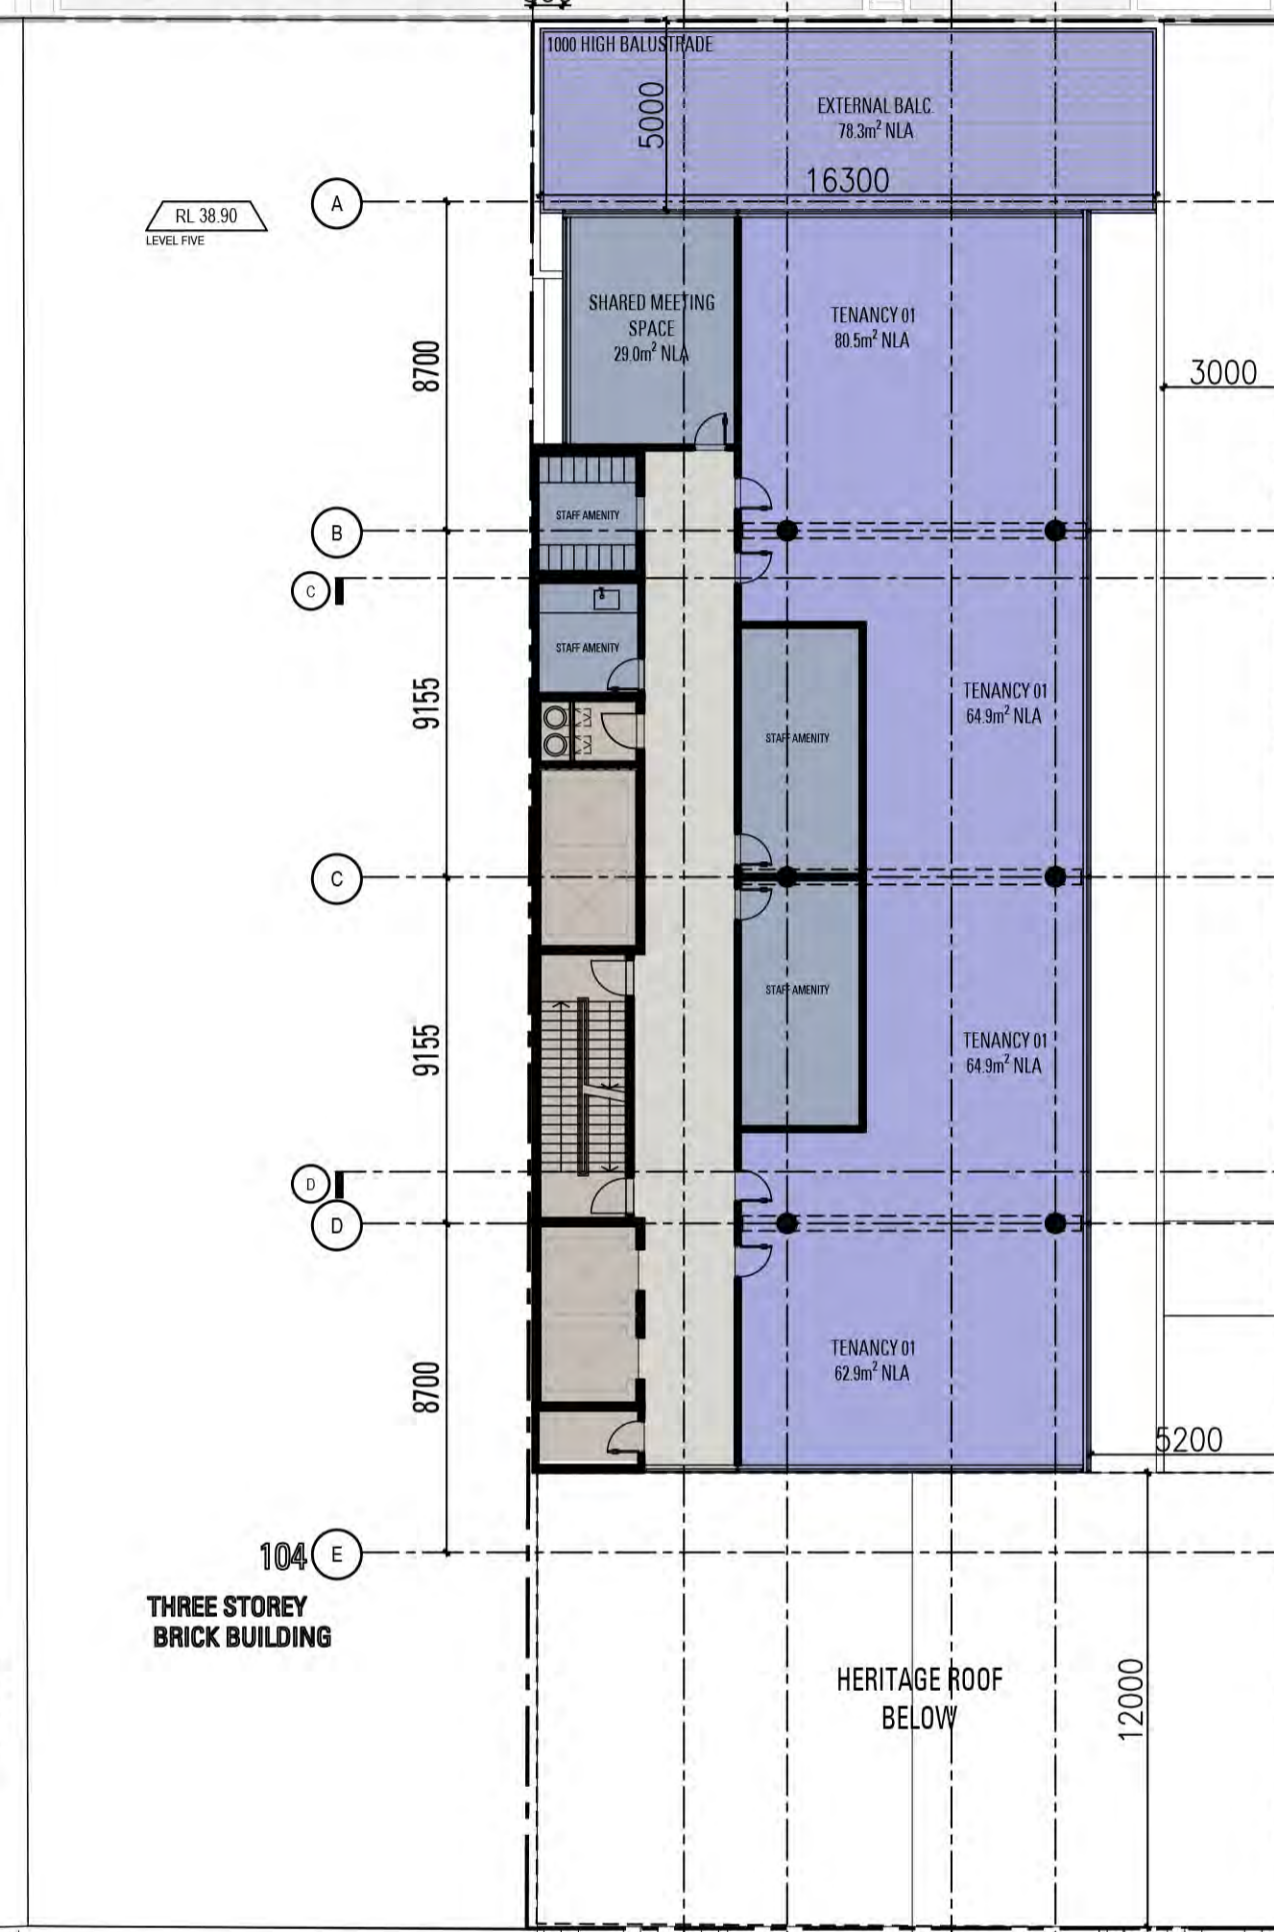 1000 HIGH BALUSTRADE
5000
EXTERNAL BALC.
78.3m² NLA
16300
A
RL 38.90
LEVEL FIVE
SHARED MEETING
SPACE
29.0m² NLA
TENANCY 01
80.5m² NLA
8700
3000
STAFF AMENITY
B
C
STAFF AMENITY
9155
TENANCY 01
64.9m² NLA
STAFF AMENITY
C
STAFF AMENITY
9155
TENANCY 01
64.9m² NLA
D
D
TENANCY 01
62.9m² NLA
8700
5200
104
E
THREE STOREY
BRICK BUILDING
HERITAGE ROOF
BELOW
12000